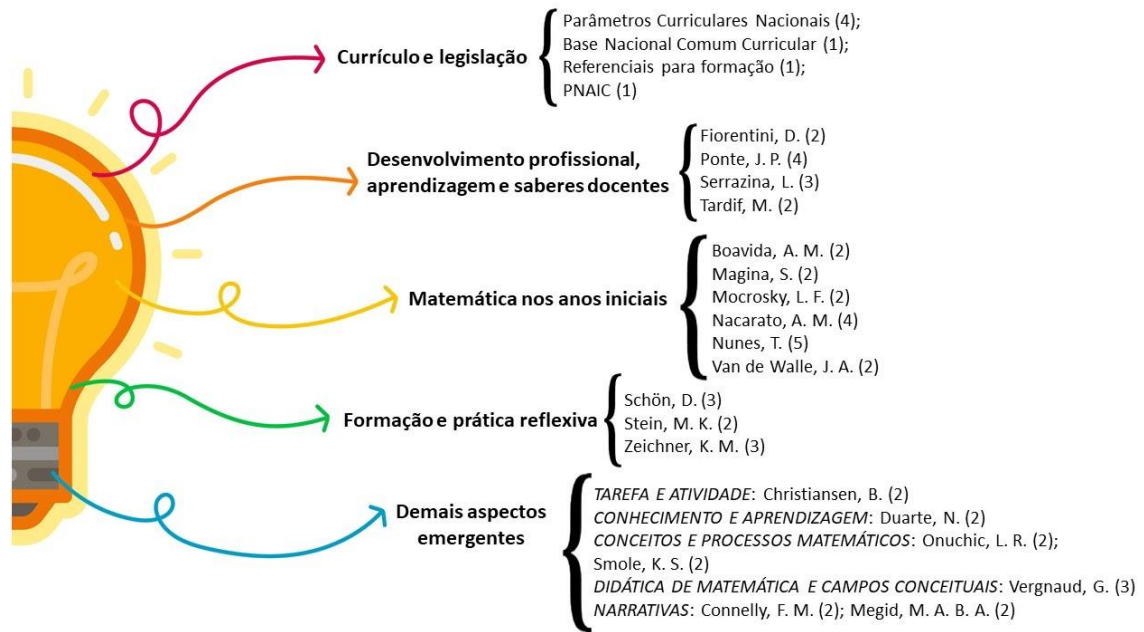 Currículo e legislação
Parâmetros Curriculares Nacionais (4);
Base Nacional Comum Curricular (1);
Referenciais para formação (1);
PNAIC (1)
Desenvolvimento profissional,
aprendizagem e saberes docentes
Fiorentini, D. (2)
Ponte, J. P. (4)
Serrazina, L. (3)
Tardif, M. (2)
Matemática nos anos iniciais
Boavida, A. M. (2)
Magina, S. (2)
Mocrosky, L. F. (2)
Nacarato, A. M. (4)
Nunes, T. (5)
Van de Walle, J. A. (2)
Formação e prática reflexiva
Schön, D. (3)
Stein, M. K. (2)
Zeichner, K. M. (3)
Demais aspectos
emergentes
TAREFA E ATIVIDADE: Christiansen, B. (2)
CONHECIMENTO E APRENDIZAGEM: Duarte, N. (2)
CONCEITOS E PROCESSOS MATEMÁTICOS: Onuchic, L. R. (2);
Smole, K. S. (2)
DIDÁTICA DE MATEMÁTICA E CAMPOS CONCEITUAIS: Vergnaud, G. (3)
NARRATIVAS: Connelly, F. M. (2); Megid, M. A. B. A. (2)